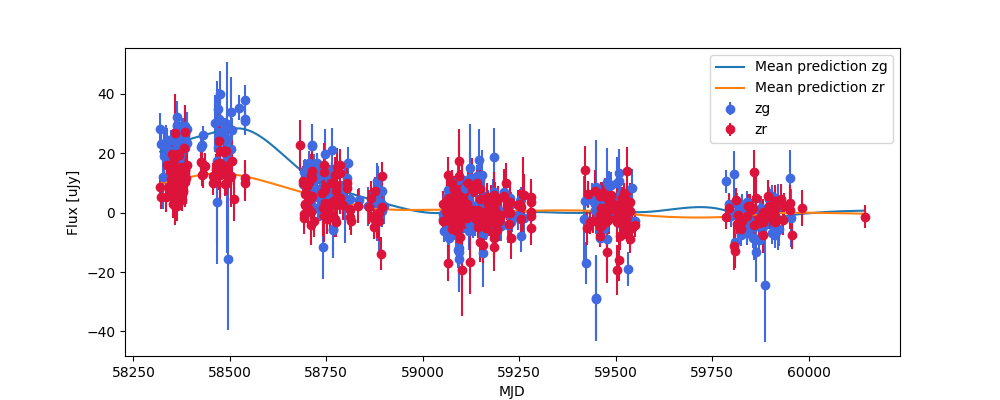 Mean prediction zg
Mean prediction zr
zg
zr
40
20
0
−20
−40
Flux [uJy]
58250
58500
58750
59000
59250
59500
59750
60000
MJD